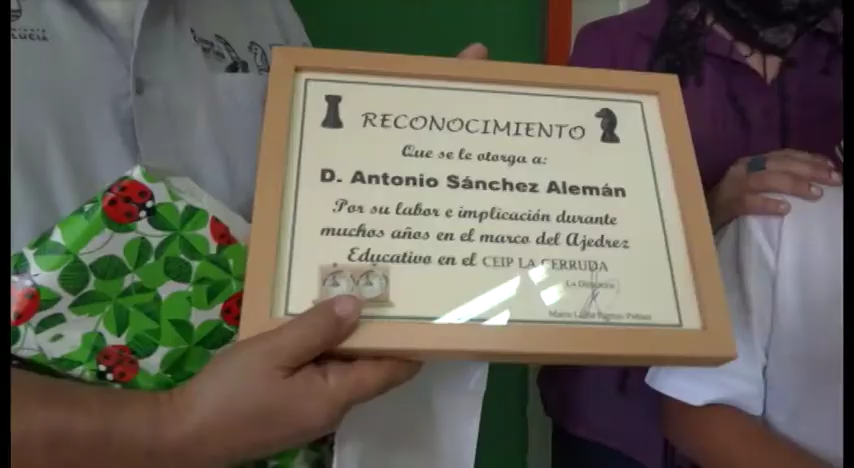 LUCÍA
RECONOCIMIENTO
Que se le otorga a:
D. Antonio Sánchez Alemán
Por su labor e implicación durante
muchos años en el marco del Ajedrez
Educativo en el CEIP LA CERRUDA
La Directora